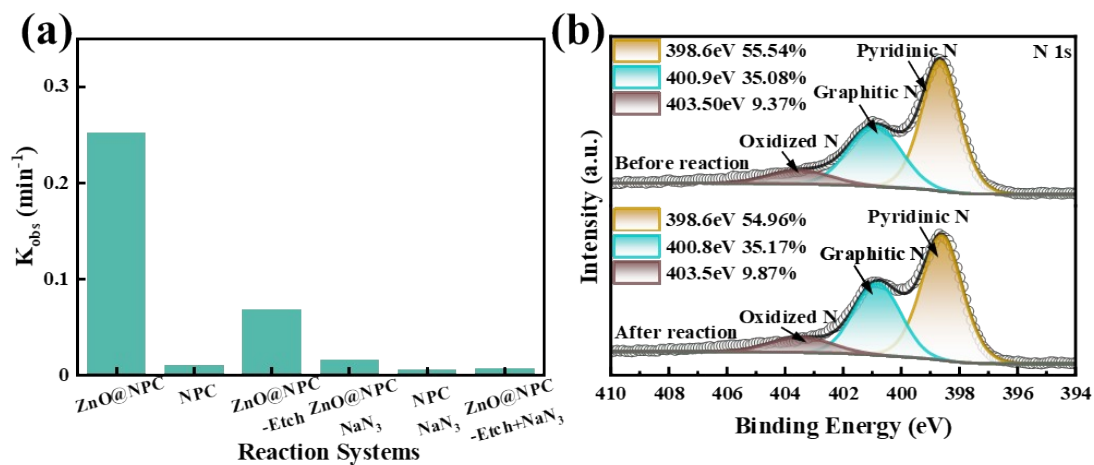 (a)
0.3
0.2
0.1
0
K_obs (min⁻¹)
ZnO@NPC
NPC
ZnO@NPC
-Etch
ZnO@NPC
NaN₃
NPC
NaN₃
ZnO@NPC
-Etch+NaN₃
Reaction Systems
(b)
N 1s
398.6eV 55.54%
400.9eV 35.08%
403.50eV 9.37%
Pyridinic N
Graphitic N
Oxidized N
Before reaction
398.6eV 54.96%
400.8eV 35.17%
403.5eV 9.87%
Pyridinic N
Graphitic N
Oxidized N
After reaction
Intensity (a.u.)
410 408 406 404 402 400 398 396 394
Binding Energy (eV)